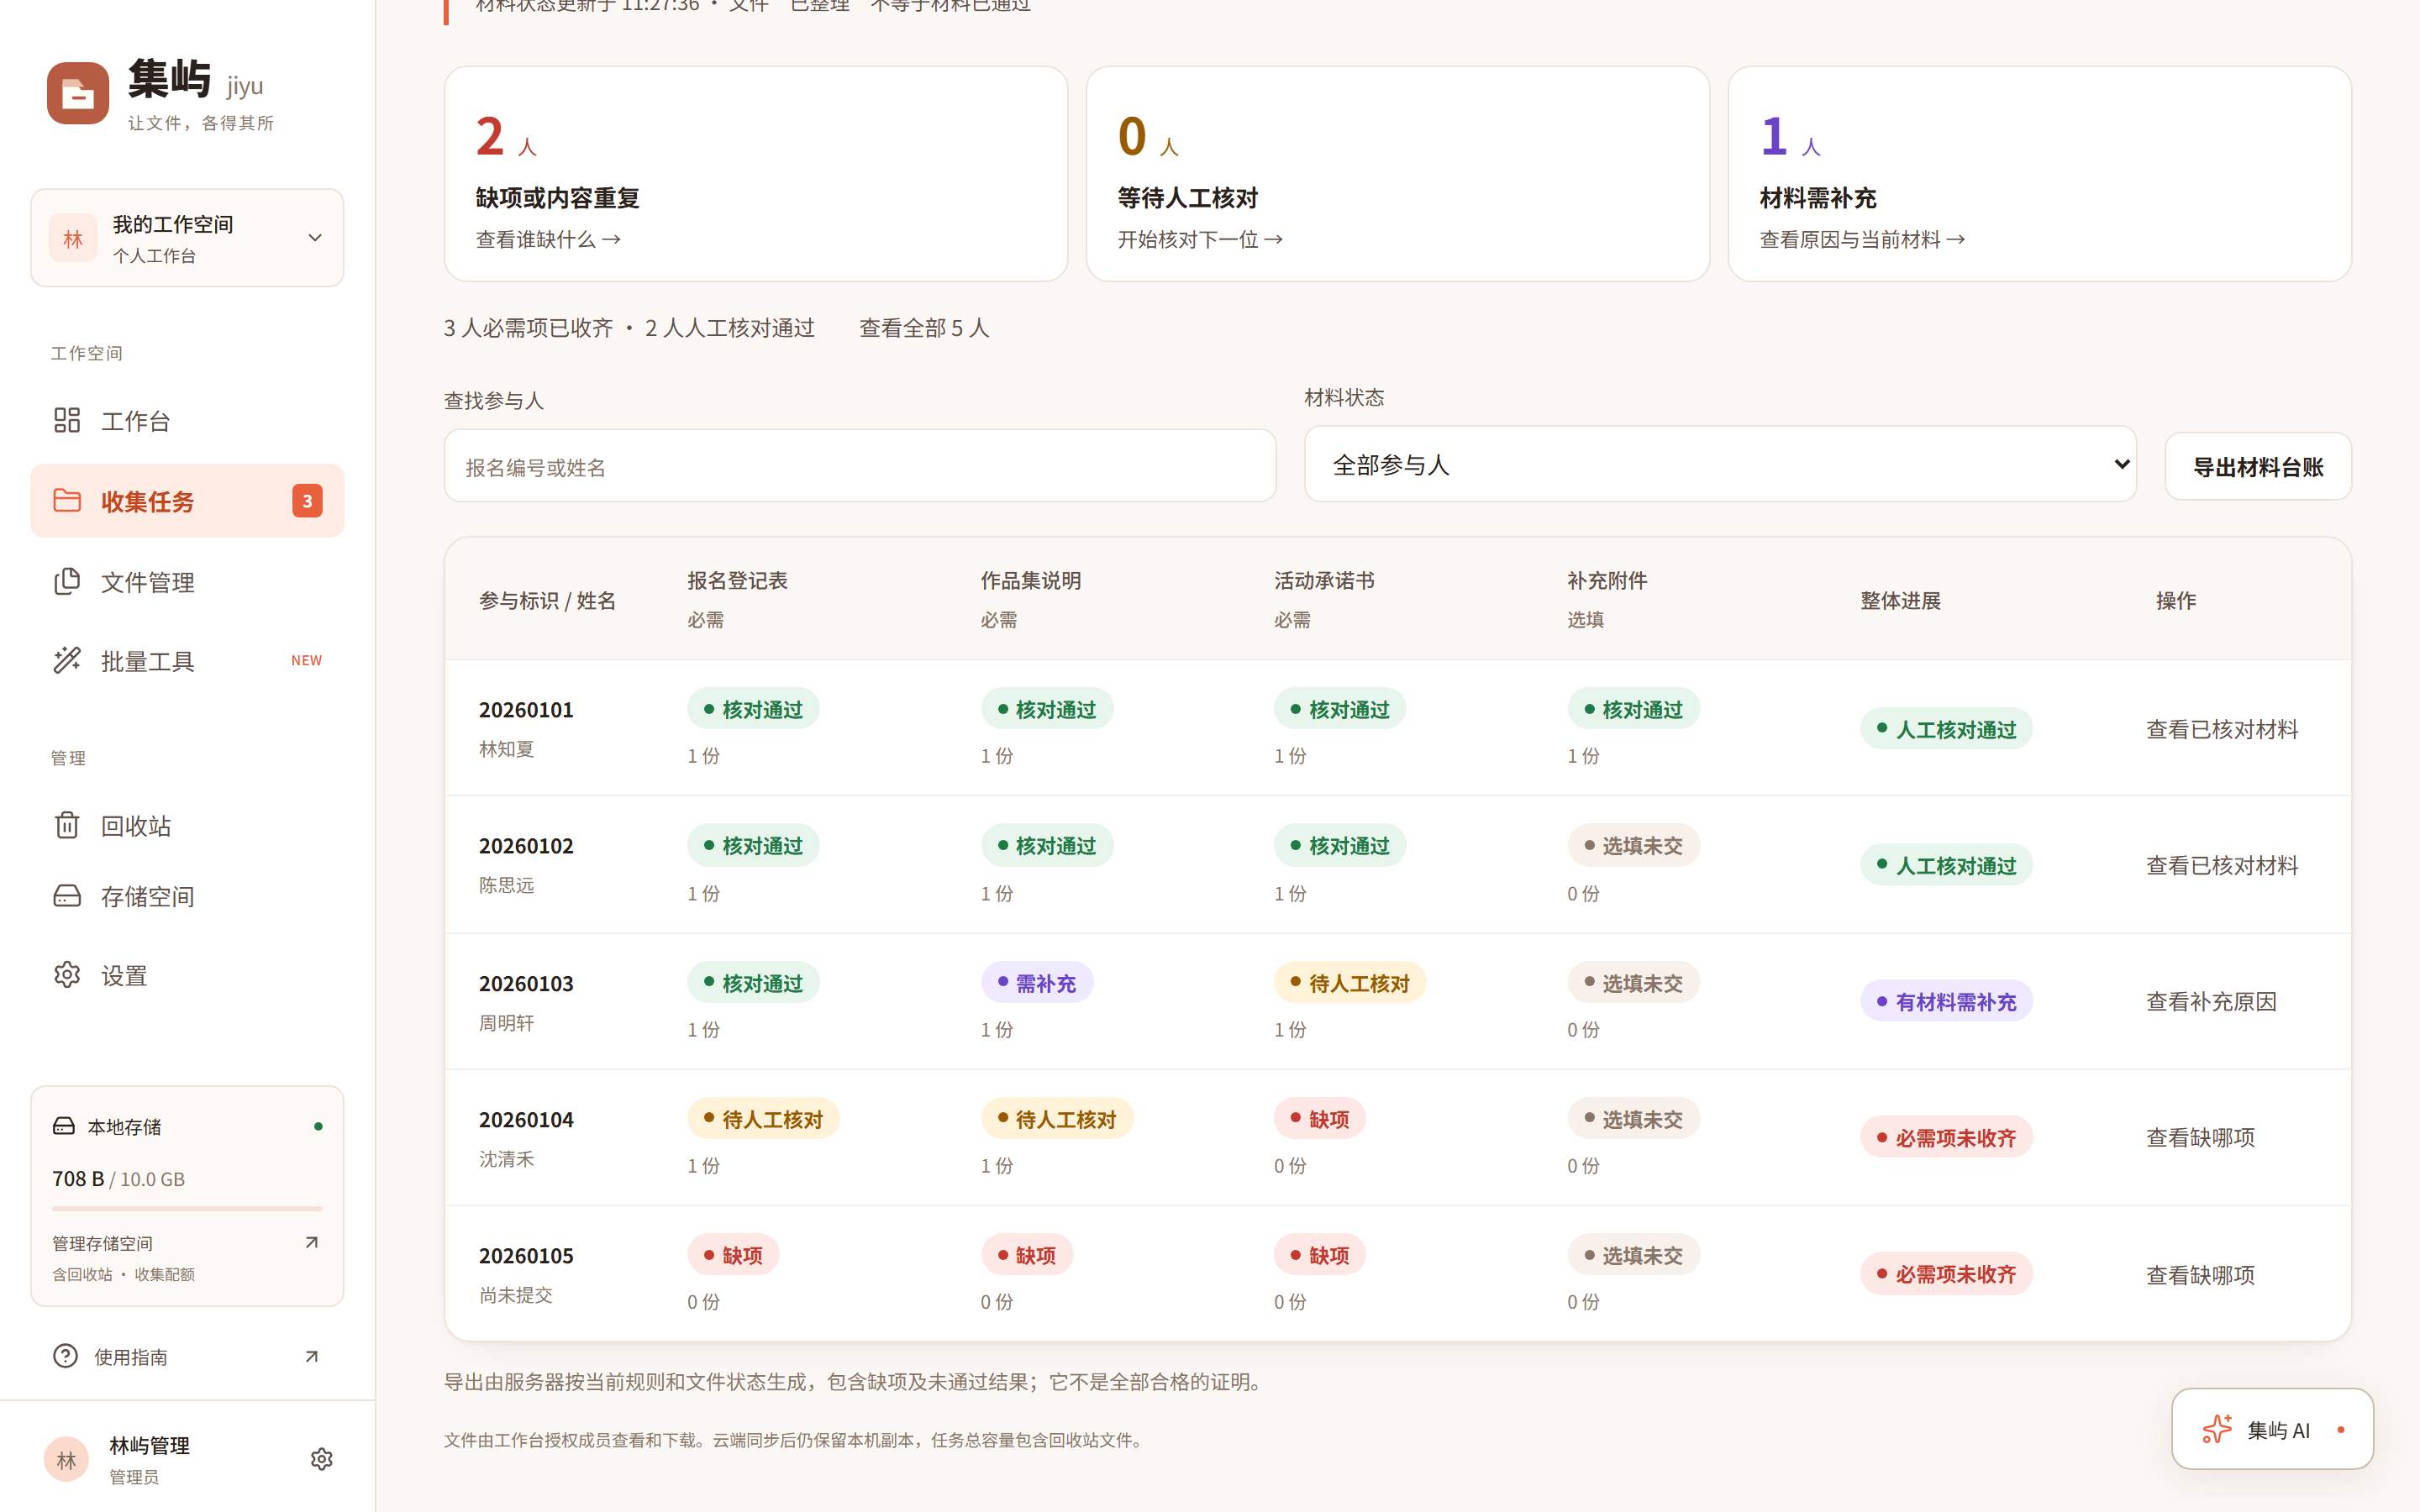 集屿 jiyu
让文件，各得其所
林
我的工作空间
个人工作台
工作空间
工作台
收集任务 3
文件管理
批量工具 NEW
管理
回收站
存储空间
设置
本地存储
708 B / 10.0 GB
管理存储空间
含回收站 · 收集配额
使用指南
林
林屿管理
管理员
材料状态更新于 11:27:36 · 文件 已整理 不等于材料已通过
2 人
缺项或内容重复
查看谁缺什么 →
0 人
等待人工核对
开始核对下一位 →
1 人
材料需补充
查看原因与当前材料 →
3 人必需项已收齐 · 2 人人工核对通过 查看全部 5 人
查找参与人
报名编号或姓名
材料状态
全部参与人
导出材料台账
参与标识 / 姓名
报名登记表
必需
作品集说明
必需
活动承诺书
必需
补充附件
选填
整体进展
操作
20260101
林知夏
核对通过
1 份
核对通过
1 份
核对通过
1 份
核对通过
1 份
人工核对通过
查看已核对材料
20260102
陈思远
核对通过
1 份
核对通过
1 份
核对通过
1 份
选填未交
0 份
人工核对通过
查看已核对材料
20260103
周明轩
核对通过
1 份
需补充
1 份
待人工核对
1 份
选填未交
0 份
有材料需补充
查看补充原因
20260104
沈清禾
待人工核对
1 份
待人工核对
1 份
缺项
0 份
选填未交
0 份
必需项未收齐
查看缺哪项
20260105
尚未提交
缺项
0 份
缺项
0 份
缺项
0 份
选填未交
0 份
必需项未收齐
查看缺哪项
导出由服务器按当前规则和文件状态生成，包含缺项及未通过结果；它不是全部合格的证明。
文件由工作台授权成员查看和下载。云端同步后仍保留本机副本，任务总容量包含回收站文件。
集屿 AI